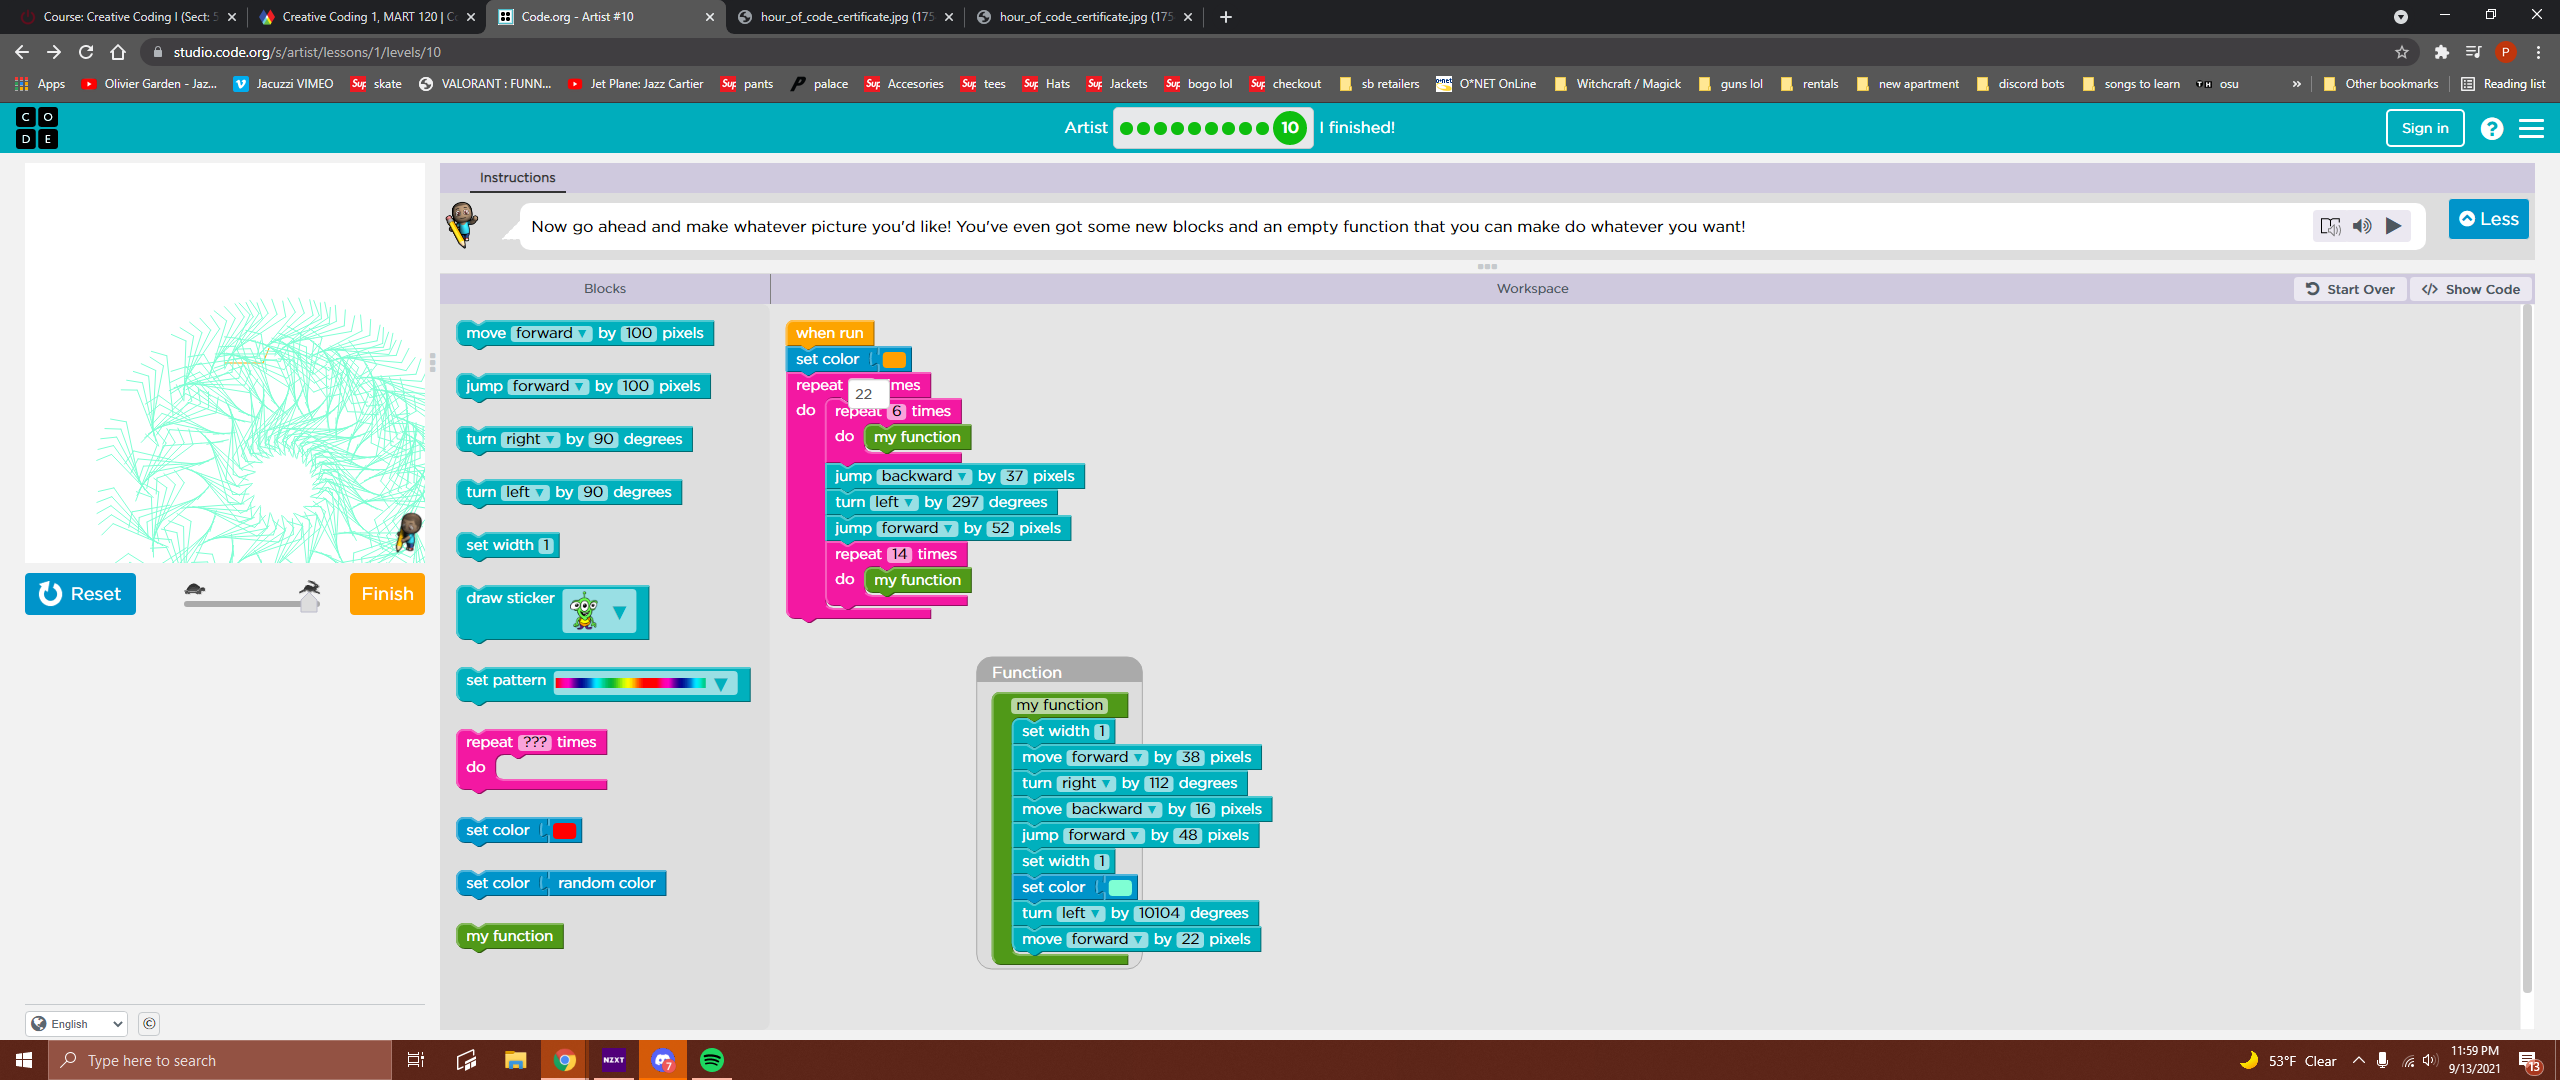 Course: Creative Coding I (Sect: 5
Creative Coding 1, MART 120 | C
Code.org - Artist #10
hour_of_code_certificate.jpg (175
hour_of_code_certificate.jpg (175
studio.code.org/s/artist/lessons/1/levels/10
P
Apps
Olivier Garden - Jaz...
Jacuzzi VIMEO
Sup skate
VALORANT : FUNN...
Jet Plane: Jazz Cartier
Sup pants
palace
Sup Accesories
Sup tees
Sup Hats
Sup Jackets
Sup bogo lol
Sup checkout
sb retailers
O*NET OnLine
Witchcraft / Magick
guns lol
rentals
new apartment
discord bots
songs to learn
osu
»
Other bookmarks
Reading list
C O
D E
Artist
10
I finished!
Sign in
?
Instructions
Now go ahead and make whatever picture you'd like! You've even got some new blocks and an empty function that you can make do whatever you want!
Less
Blocks
Workspace
Start Over
</> Show Code
Reset
Finish
move forward by 100 pixels
jump forward by 100 pixels
turn right by 90 degrees
turn left by 90 degrees
set width 1
draw sticker
set pattern
repeat ??? times
do
set color
set color random color
my function
when run
set color
repeat 22 mes
do
repeat 6 times
do my function
jump backward by 37 pixels
turn left by 297 degrees
jump forward by 52 pixels
repeat 14 times
do my function
Function
my function
set width 1
move forward by 38 pixels
turn right by 112 degrees
move backward by 16 pixels
jump forward by 48 pixels
set width 1
set color
turn left by 10104 degrees
move forward by 22 pixels
English
©
Type here to search
NZXT
7
53°F Clear
11:59 PM
9/13/2021
13